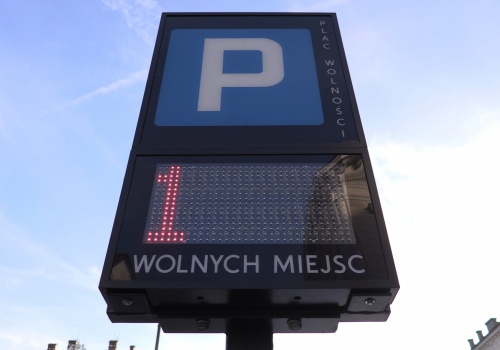 P
PLAC WOLNOŚCI
1
WOLNYCH MIEJSC